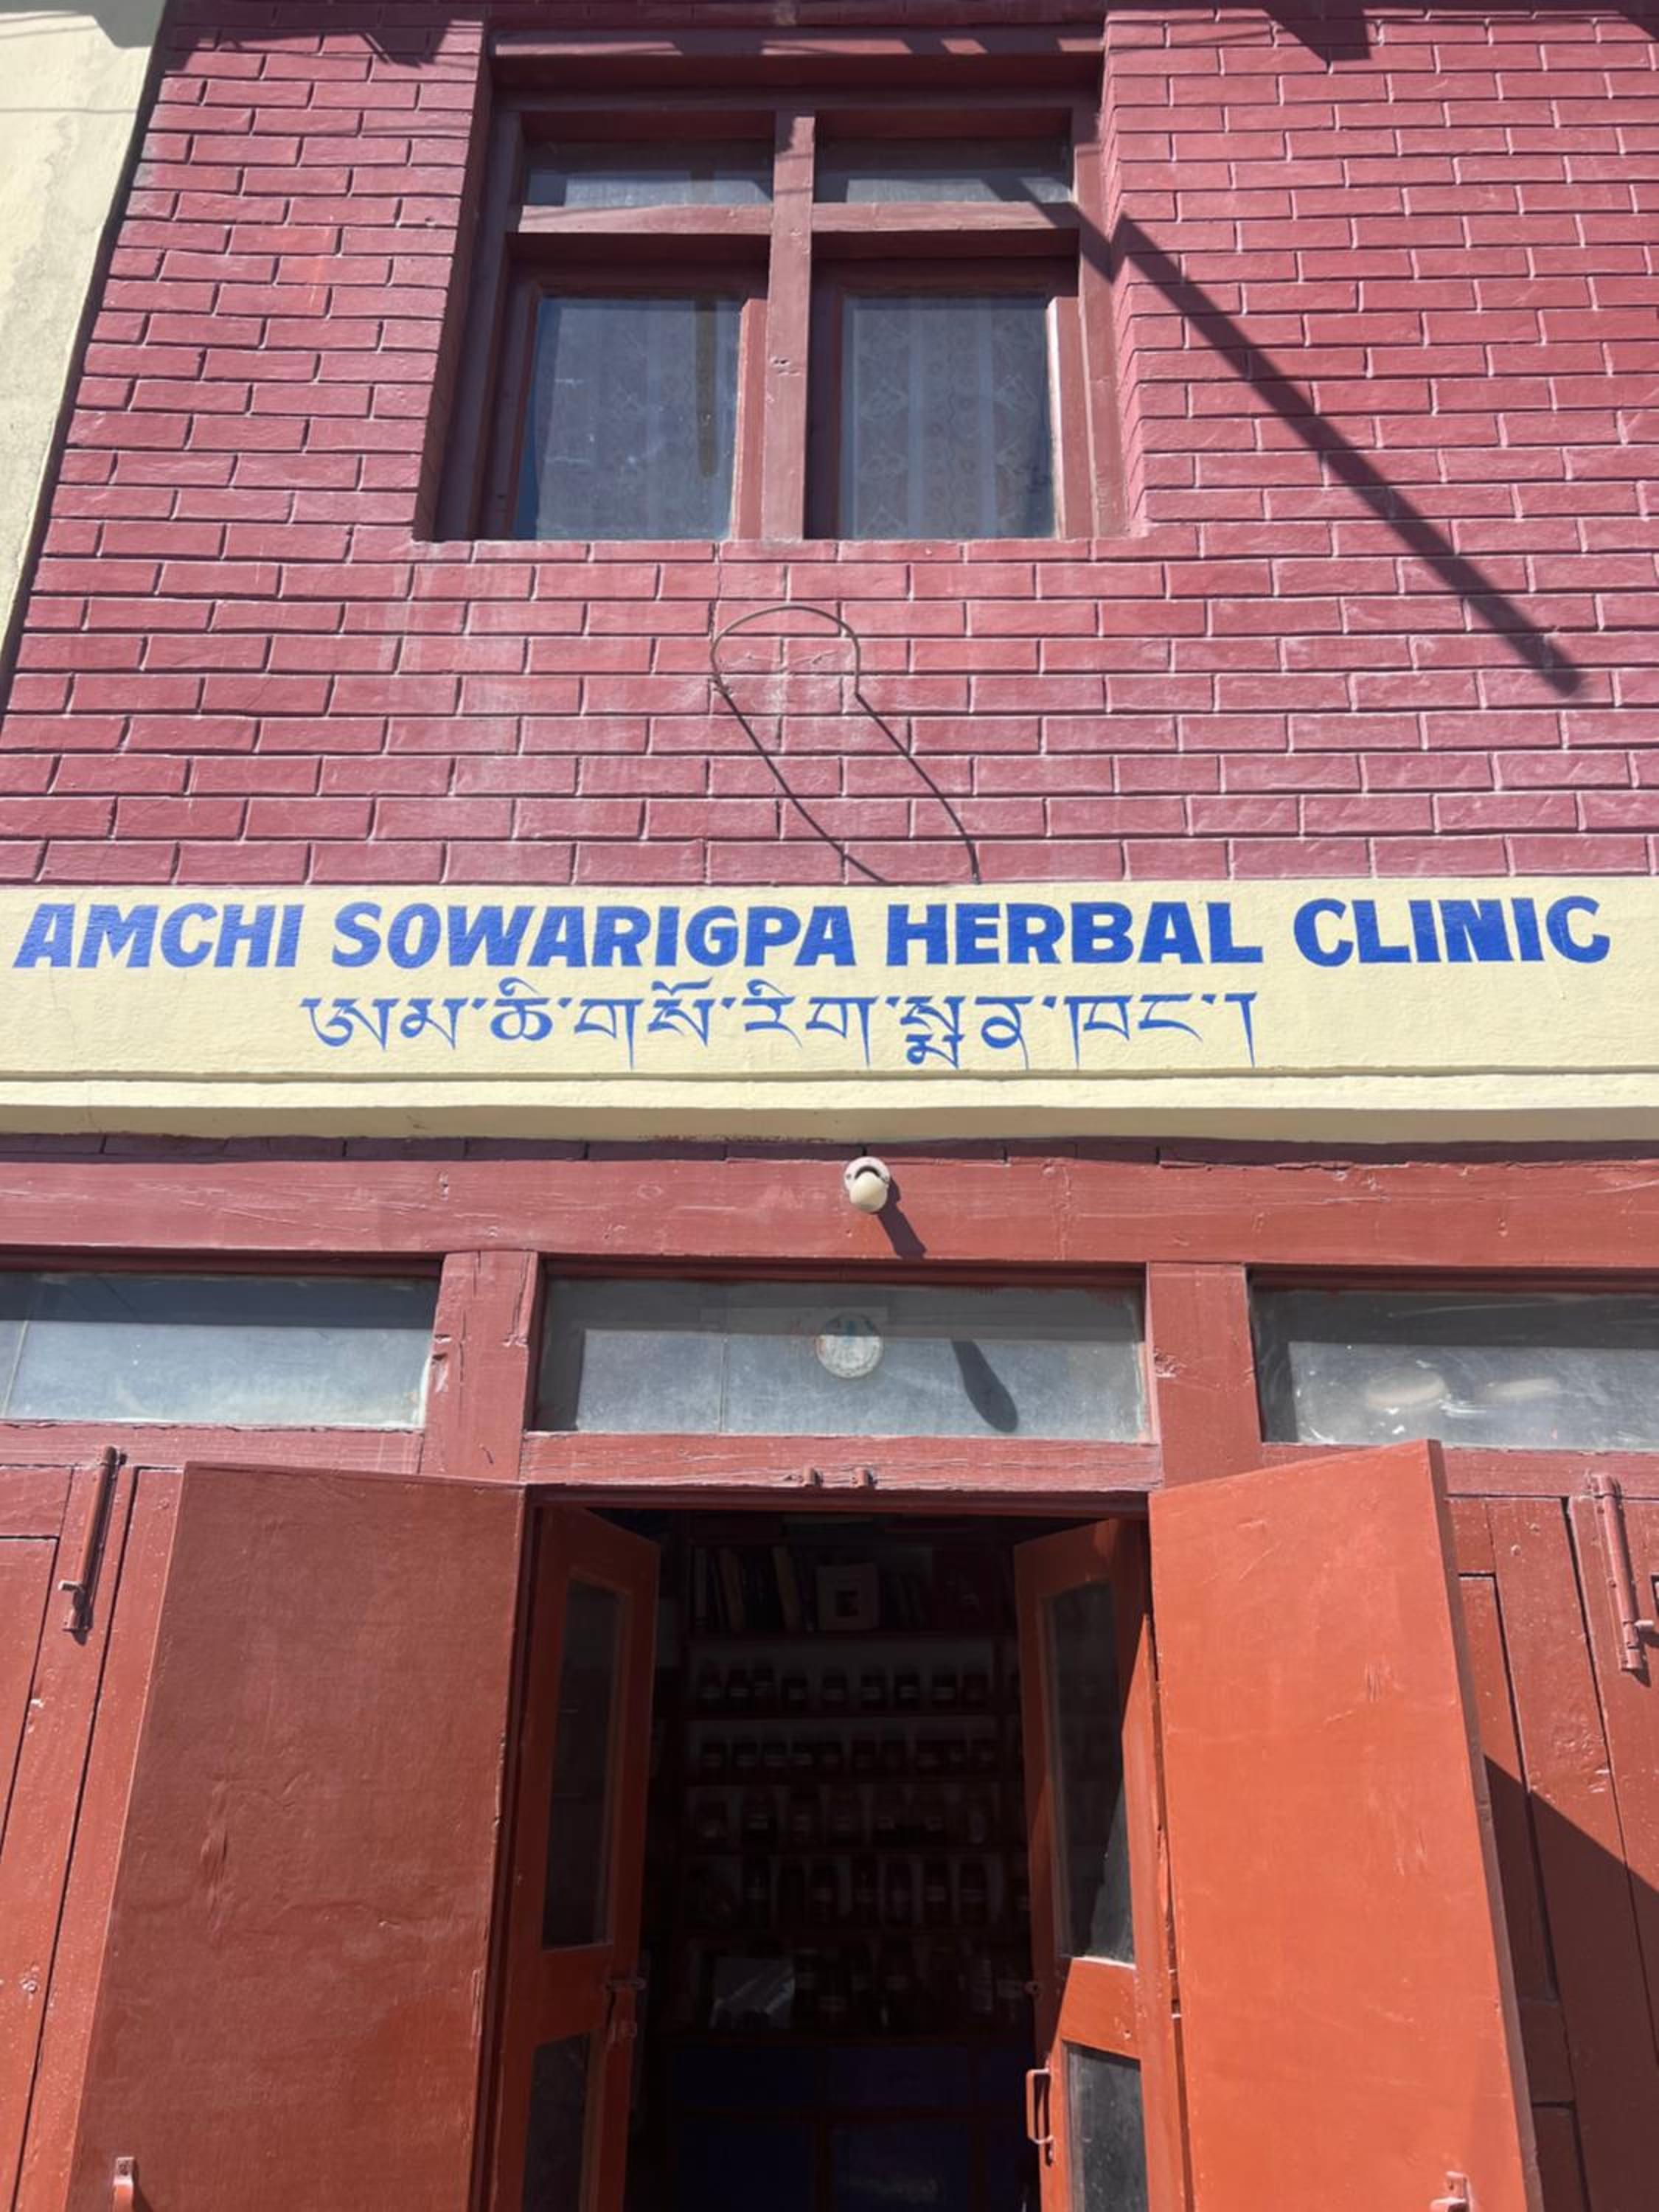 AMCHI SOWARIGPA HERBAL CLINIC
ཨམ་ཆི་གསོ་རིག་སྨན་ཁང་།